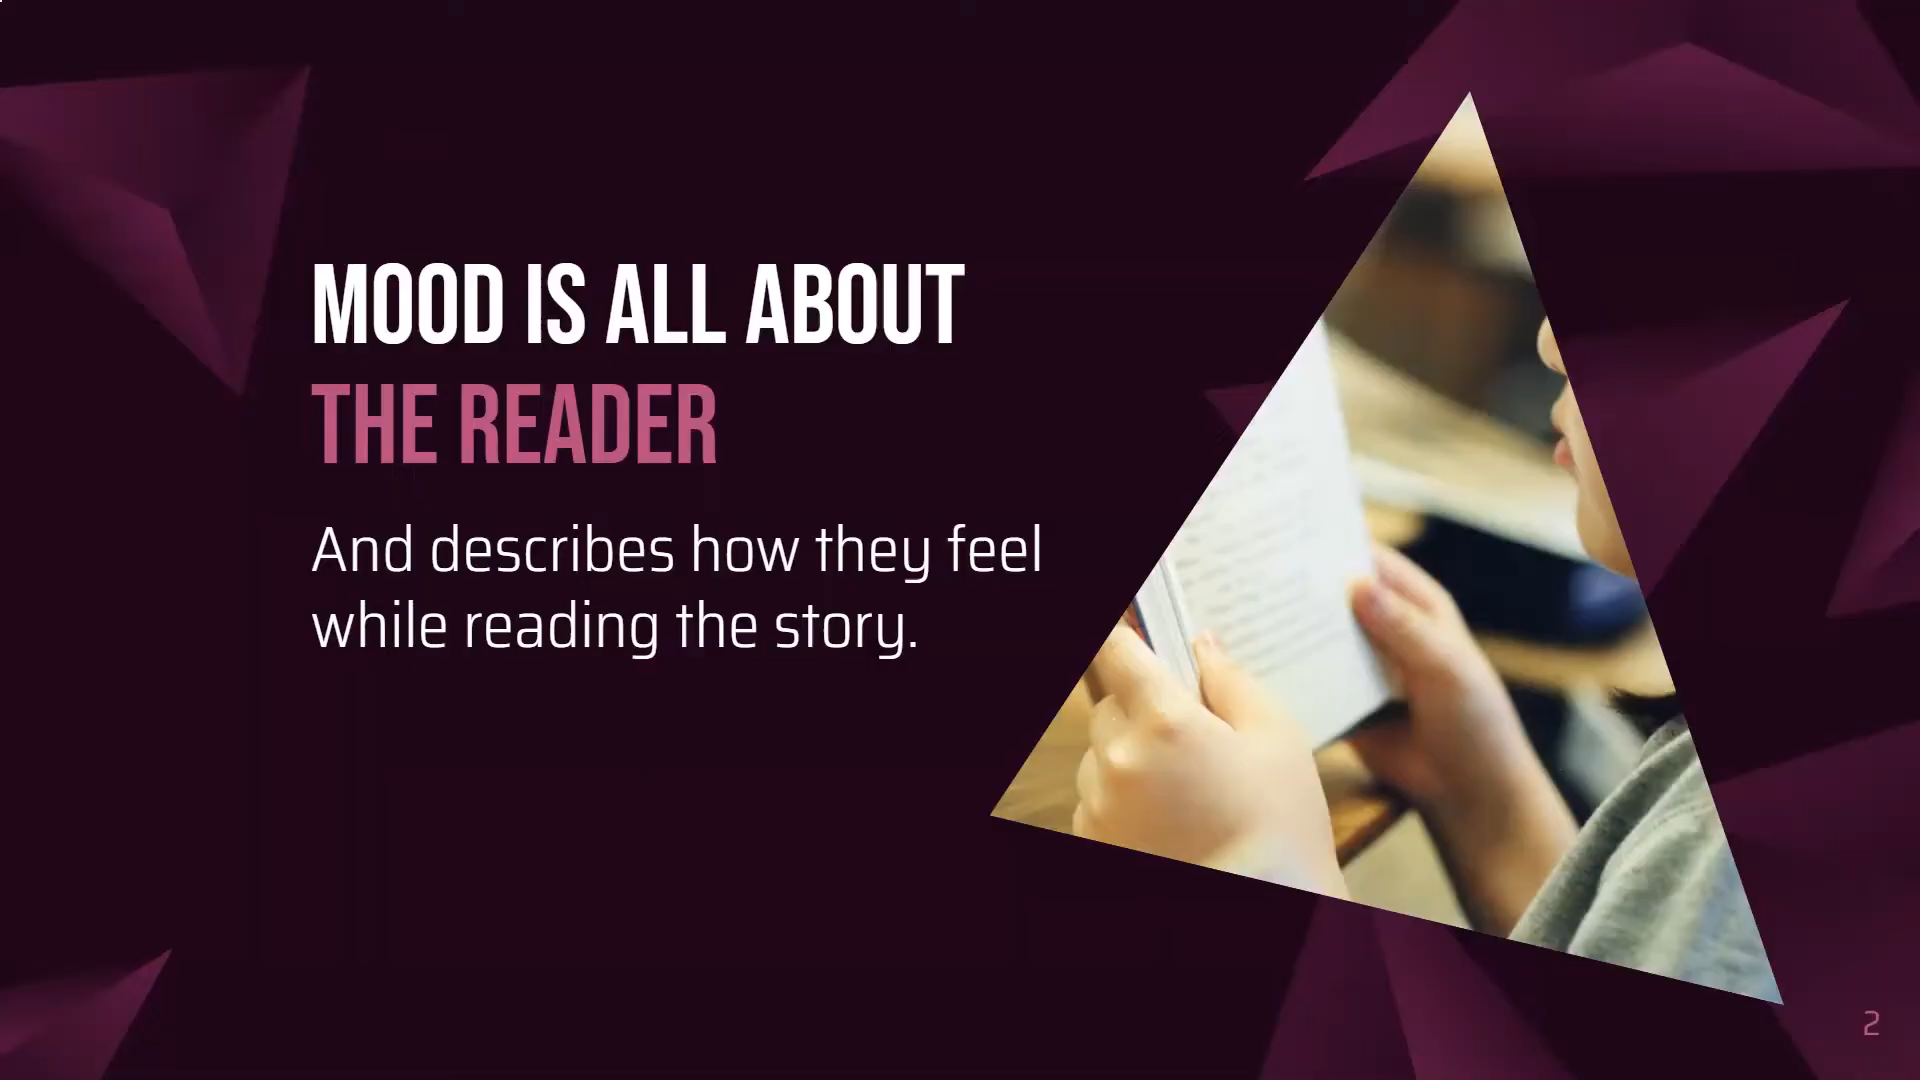 MOOD IS ALL ABOUT
THE READER
And describes how they feel
while reading the story.
2